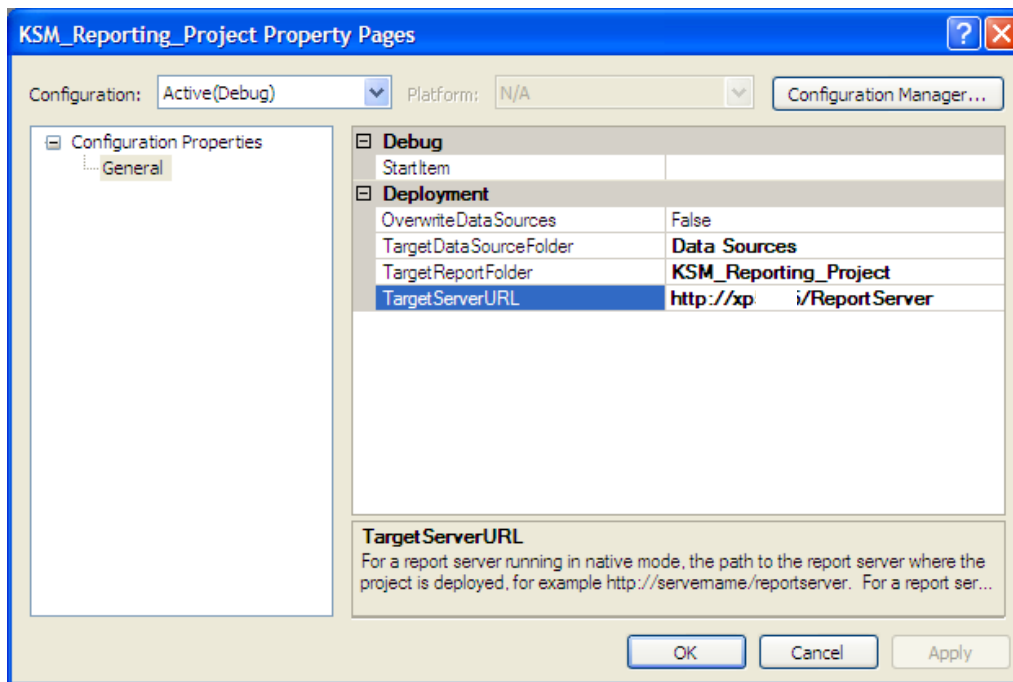 KSM_Reporting_Project Property Pages
Configuration: Active(Debug) Platform: N/A Configuration Manager...
Configuration Properties
General
Debug
StartItem
Deployment
OverwriteDataSources False
TargetDataSourceFolder Data Sources
TargetReportFolder KSM_Reporting_Project
TargetServerURL http://xp /ReportServer
TargetServerURL
For a report server running in native mode, the path to the report server where the
project is deployed, for example http://servername/reportserver. For a report ser...
OK Cancel Apply